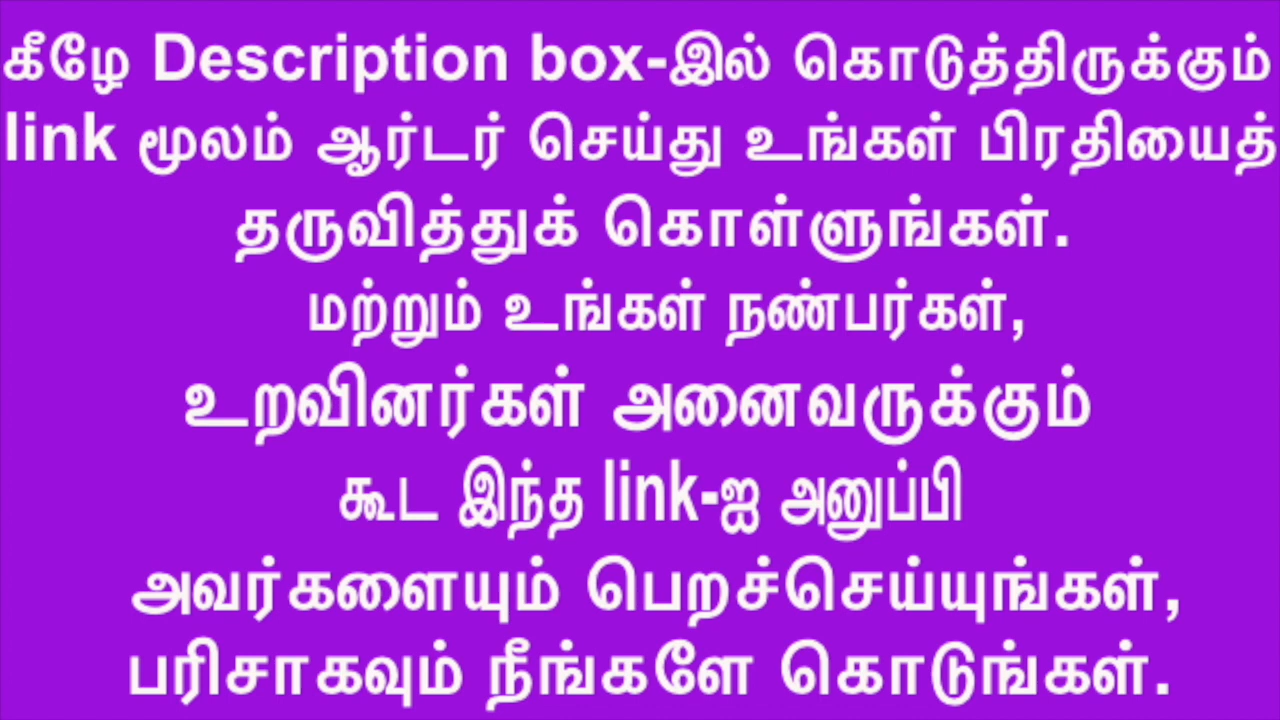 கீழே Description box-இல் கொடுத்திருக்கும்
link மூலம் ஆர்டர் செய்து உங்கள் பிரதியைத்
தருவித்துக் கொள்ளுங்கள்.
மற்றும் உங்கள் நண்பர்கள்,
உறவினர்கள் அனைவருக்கும்
கூட இந்த link-ஐ அனுப்பி
அவர்களையும் பெறச்செய்யுங்கள்,
பரிசாகவும் நீங்களே கொடுங்கள்.